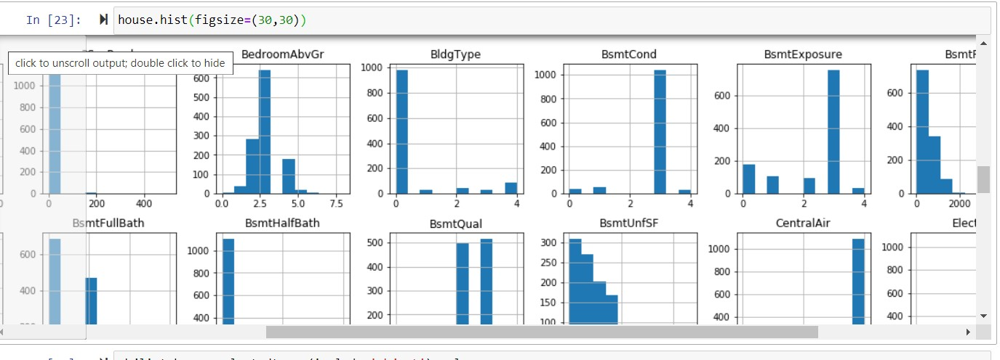 In [23]: house.hist(figsize=(30,30))
click to unscroll output; double click to hide
BedroomAbvGr BldgType BsmtCond BsmtExposure
1000 800 600 400 200 0
0 200 400
600 500 400 300 200 100 0
0.0 2.5 5.0 7.5
1000 800 600 400 200 0
0 2 4
1000 800 600 400 200 0
0 2 4
600 400 200 0
0 2 4
600 400 200 0
0 2000
BsmtFullBath BsmtHalfBath BsmtQual BsmtUnfSF CentralAir
600 400
1000 800 600 400
500 400 300 200
300 250 200 150 100
1000 800 600 400
1000 800 600 400